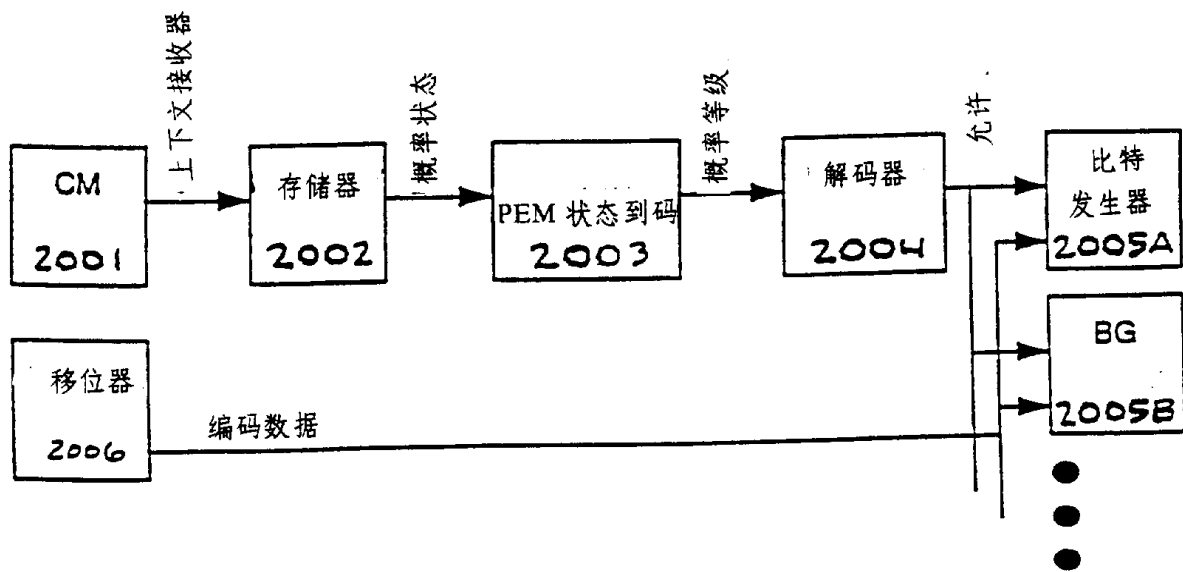 上下文接收器
概率状态
概率等级
允许
CM
2001
存储器
2002
PEM 状态到码
2003
解码器
2004
比特
发生器
2005A
移位器
2006
编码数据
BG
2005B